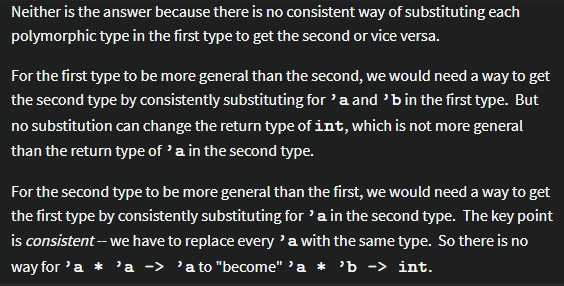 Neither is the answer because there is no consistent way of substituting each
polymorphic type in the first type to get the second or vice versa.
For the first type to be more general than the second, we would need a way to get
the second type by consistently substituting for ’a and ’b in the first type. But
no substitution can change the return type of int, which is not more general
than the return type of ’a in the second type.
For the second type to be more general than the first, we would need a way to get
the first type by consistently substituting for ’a in the second type. The key point
is consistent -- we have to replace every ’a with the same type. So there is no
way for ’a * ’a -> ’a to "become" ’a * ’b -> int.